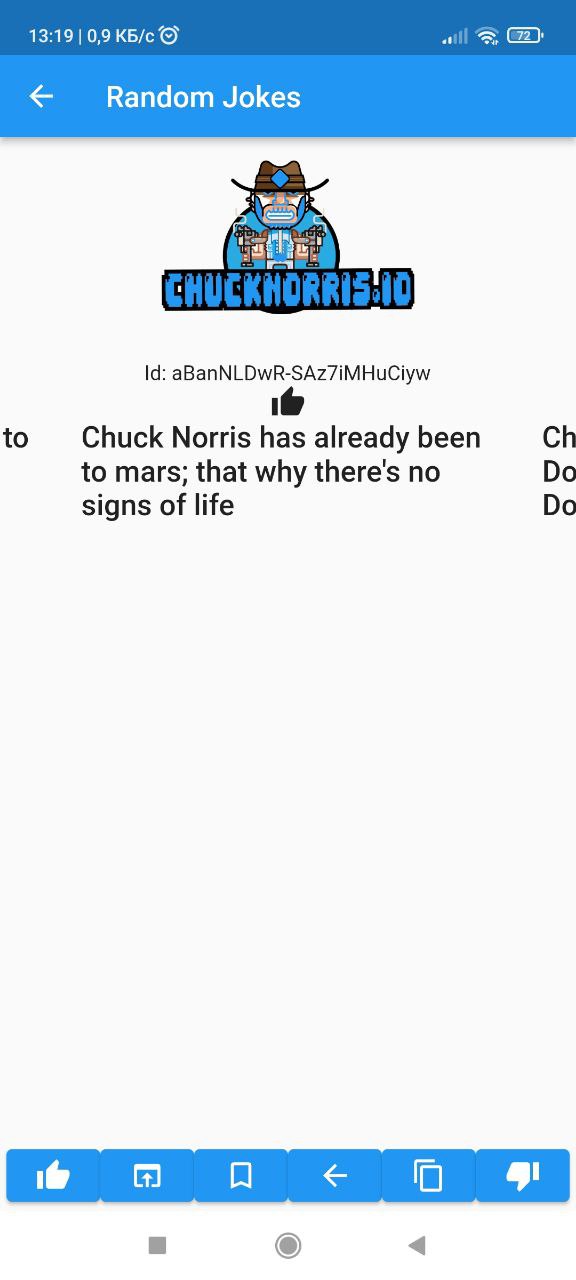 13:19 | 0,9 КБ/с
72
Random Jokes
CHUCKNORRIS.IO
Id: aBanNLDwR-SAz7iMHuCiyw
to
Chuck Norris has already been
to mars; that why there's no
signs of life
Ch
Do
Do